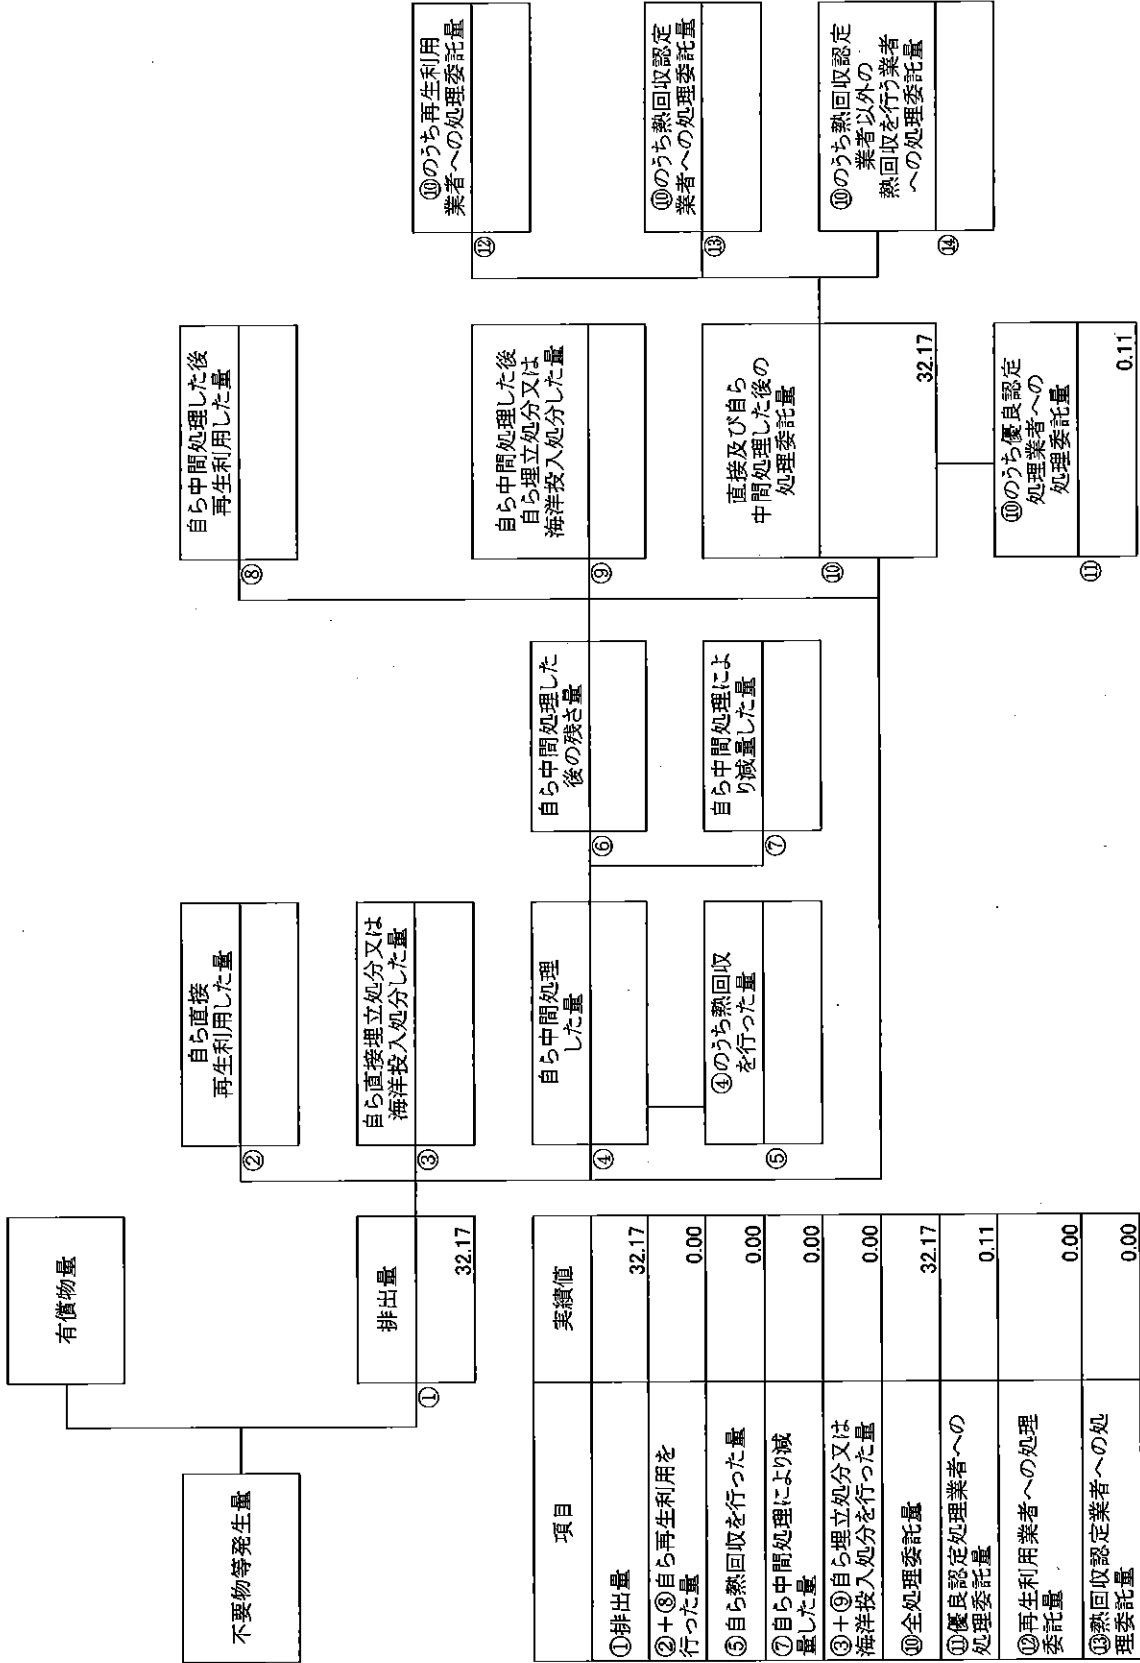 不要物等発生量
有償物量
①
排出量
32.17
②
自ら直接
再生利用した量
③
自ら直接埋立処分又は
海洋投入処分した量
④
自ら中間処理
した量
⑤
④のうち熱回収
を行った量
⑥
自ら中間処理した
後の残さ量
⑦
自ら中間処理によ
り減量した量
⑧
自ら中間処理した後
再生利用した量
⑨
自ら中間処理した後
自ら埋立処分又は
海洋投入処分した量
⑩
直接及び自ら
中間処理した後の
処理委託量
32.17
⑪
⑩のうち優良認定
処理業者への
処理委託量
0.11
⑫
⑩のうち再生利用
業者への処理委託量
⑬
⑩のうち熱回収認定
業者への処理委託量
⑭
⑩のうち熱回収認定
業者以外の
熱回収を行う業者
への処理委託量
項目 実績値
①排出量 32.17
②+⑧自ら再生利用を
行った量 0.00
⑤自ら熱回収を行った量 0.00
⑦自ら中間処理により減
量した量 0.00
③+⑨自ら埋立処分又は
海洋投入処分を行った量 0.00
⑩全処理委託量 32.17
⑪優良認定処理業者への
処理委託量 0.11
⑫再生利用業者への処理
委託量 0.00
⑬熱回収認定業者への処
理委託量 0.00